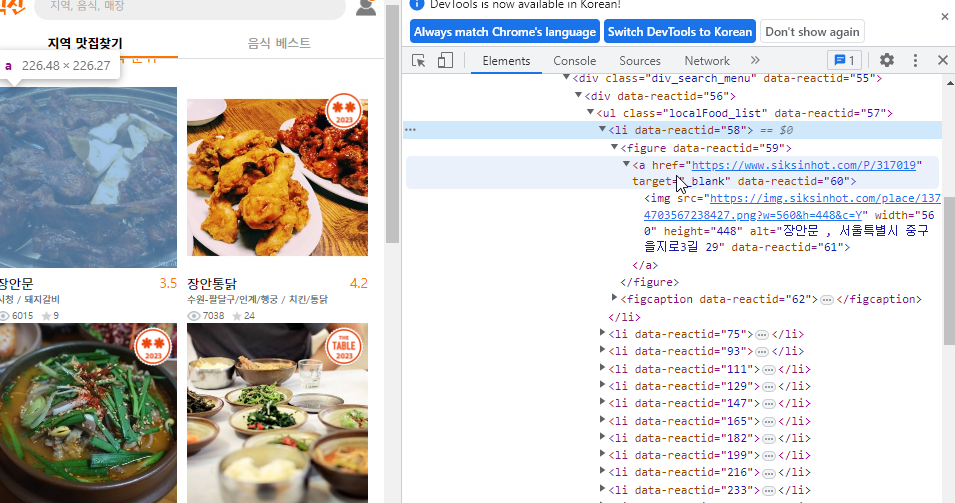 지역, 음식, 매장
지역 맛집찾기
음식 베스트
a 226.48 × 226.27
2023
장안문 3.5
시청 / 돼지갈비
6015 9
장안통닭 4.2
수원-팔달구/인계/행궁 / 치킨/통닭
7038 24
2023
THE
TABLE
2023
DevTools is now available in Korean!
Always match Chrome's language Switch DevTools to Korean Don't show again
Elements Console Sources Network 1
<div class="div_search_menu" data-reactid="55">
<div data-reactid="56">
<ul class="localFood_list" data-reactid="57">
<li data-reactid="58"> == $0
<figure data-reactid="59">
<a href="https://www.siksinhot.com/P/317019"
target="_blank" data-reactid="60">
<img src="https://img.siksinhot.com/place/137
4703567238427.png?w=560&h=448&c=Y" width="56
0" height="448" alt="장안문 , 서울특별시 중구
을지로3길 29" data-reactid="61">
</a>
</figure>
<figcaption data-reactid="62"> … </figcaption>
</li>
<li data-reactid="75"> … </li>
<li data-reactid="93"> … </li>
<li data-reactid="111"> … </li>
<li data-reactid="129"> … </li>
<li data-reactid="147"> … </li>
<li data-reactid="165"> … </li>
<li data-reactid="182"> … </li>
<li data-reactid="199"> … </li>
<li data-reactid="216"> … </li>
<li data-reactid="233"> … </li>